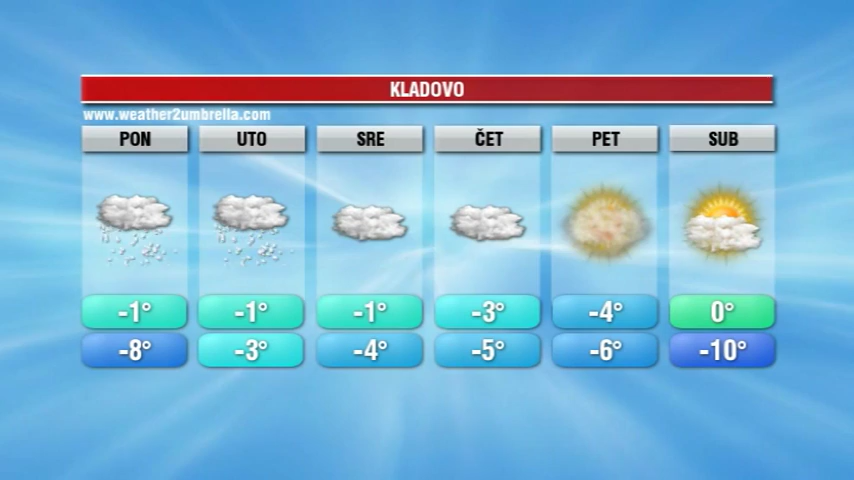 KLADOVO
www.weather2umbrella.com
PON UTO SRE ČET PET SUB
-1° -1° -1° -3° -4° 0°
-8° -3° -4° -5° -6° -10°